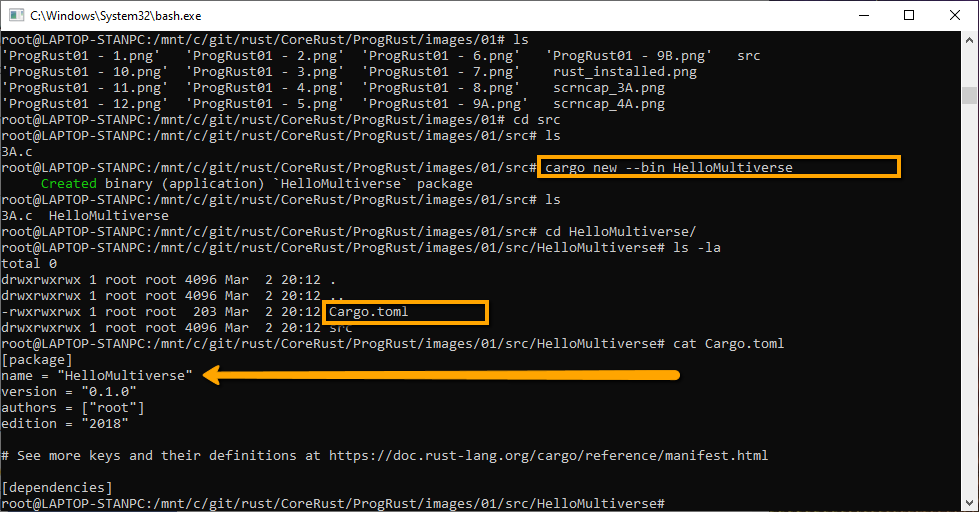 C:\Windows\System32\bash.exe
root@LAPTOP-STANPC:/mnt/c/git/rust/CoreRust/ProgRust/images/01# ls
'ProgRust01 - 1.png'   'ProgRust01 - 2.png'  'ProgRust01 - 6.png'   'ProgRust01 - 9B.png'   src
'ProgRust01 - 10.png'  'ProgRust01 - 3.png'  'ProgRust01 - 7.png'    rust_installed.png
'ProgRust01 - 11.png'  'ProgRust01 - 4.png'  'ProgRust01 - 8.png'    scrncap_3A.png
'ProgRust01 - 12.png'  'ProgRust01 - 5.png'  'ProgRust01 - 9A.png'   scrncap_4A.png
root@LAPTOP-STANPC:/mnt/c/git/rust/CoreRust/ProgRust/images/01# cd src
root@LAPTOP-STANPC:/mnt/c/git/rust/CoreRust/ProgRust/images/01/src# ls
3A.c
root@LAPTOP-STANPC:/mnt/c/git/rust/CoreRust/ProgRust/images/01/src# cargo new --bin HelloMultiverse
     Created binary (application) `HelloMultiverse` package
root@LAPTOP-STANPC:/mnt/c/git/rust/CoreRust/ProgRust/images/01/src# ls
3A.c  HelloMultiverse
root@LAPTOP-STANPC:/mnt/c/git/rust/CoreRust/ProgRust/images/01/src# cd HelloMultiverse/
root@LAPTOP-STANPC:/mnt/c/git/rust/CoreRust/ProgRust/images/01/src/HelloMultiverse# ls -la
total 0
drwxrwxrwx 1 root root 4096 Mar  2 20:12 .
drwxrwxrwx 1 root root 4096 Mar  2 20:12 ..
-rwxrwxrwx 1 root root  203 Mar  2 20:12 Cargo.toml
drwxrwxrwx 1 root root 4096 Mar  2 20:12 src
root@LAPTOP-STANPC:/mnt/c/git/rust/CoreRust/ProgRust/images/01/src/HelloMultiverse# cat Cargo.toml
[package]
name = "HelloMultiverse"
version = "0.1.0"
authors = ["root"]
edition = "2018"

# See more keys and their definitions at https://doc.rust-lang.org/cargo/reference/manifest.html

[dependencies]
root@LAPTOP-STANPC:/mnt/c/git/rust/CoreRust/ProgRust/images/01/src/HelloMultiverse#